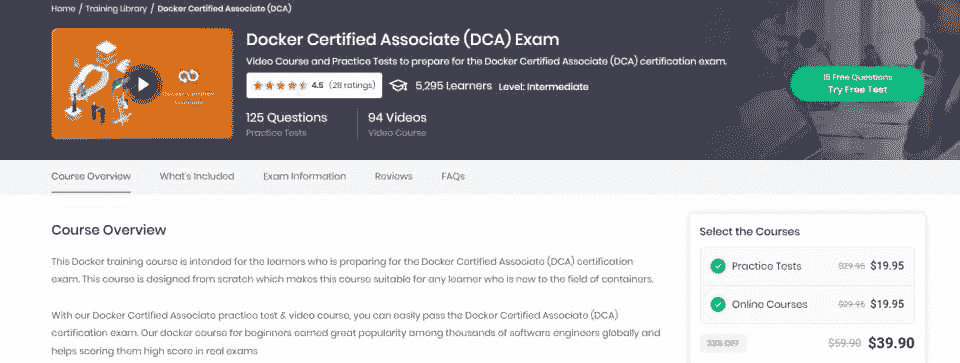 Home / Training Library / Docker Certified Associate (DCA)
Docker Certified Associate (DCA) Exam
Video Course and Practice Tests to prepare for the Docker Certified Associate (DCA) certification exam.
4.5 (28 ratings) 5,295 Learners Level: Intermediate
15 Free Questions
Try Free Test
125 Questions 94 Videos
Practice Tests Video Course
Course Overview What's Included Exam Information Reviews FAQs
Course Overview
This Docker training course is intended for the learners who is preparing for the Docker Certified Associate (DCA) certification
exam. This course is designed from scratch which makes this course suitable for any learner who is new to the field of containers.
With our Docker Certified Associate practice test & video course, you can easily pass the Docker Certified Associate (DCA)
certification exam. Our docker course for beginners earned great popularity among thousands of software engineers globally and
helps scoring them high score in real exams
Select the Courses
Practice Tests $29.95 $19.95
Online Courses $29.95 $19.95
33% OFF $59.90 $39.90